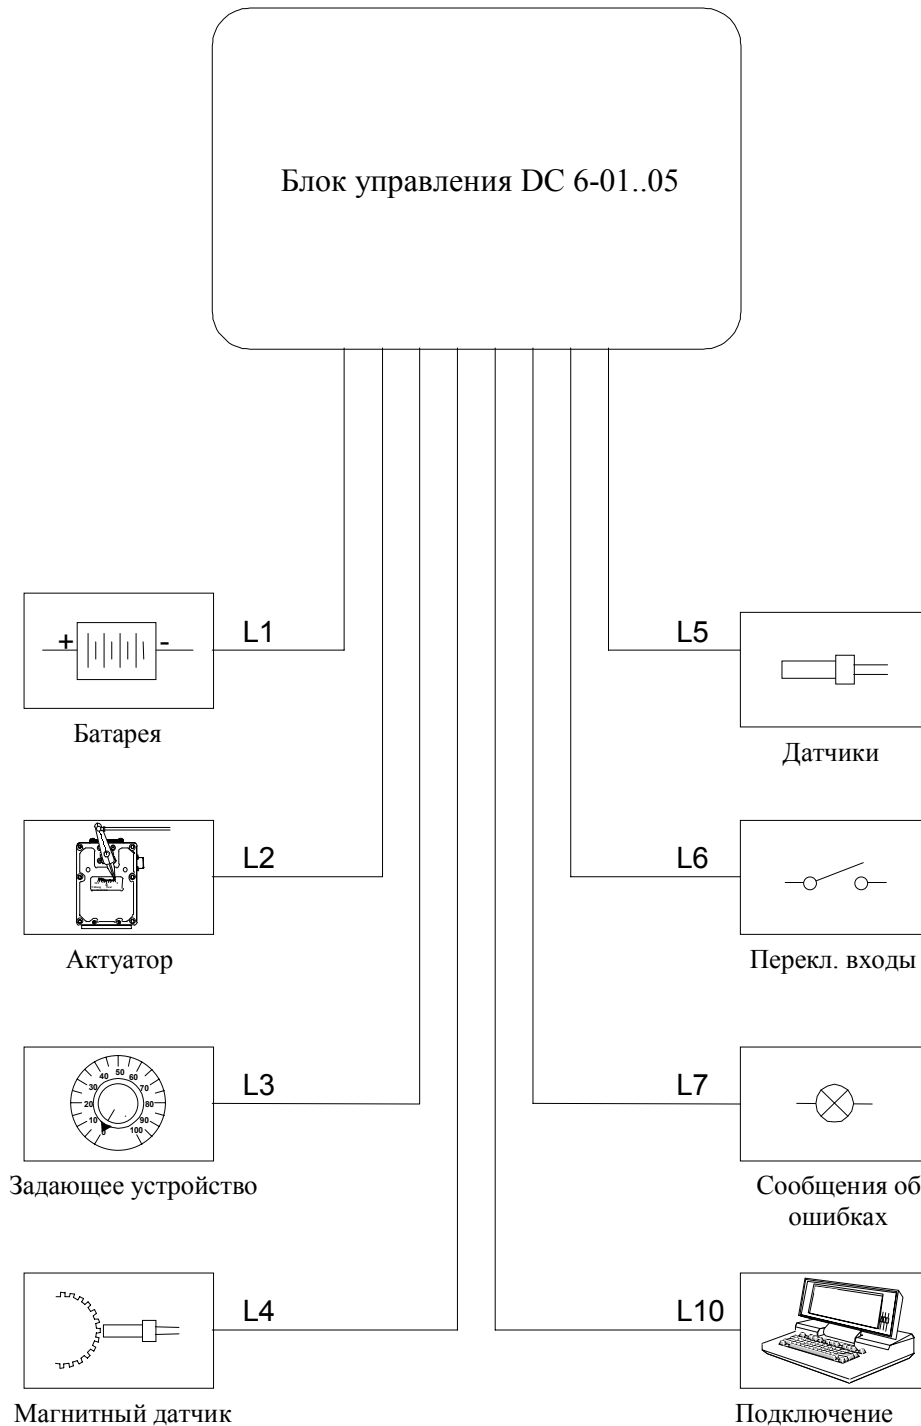 Блок управления DC 6-01..05
L1
+ -
Батарея
L5
Датчики
L2
Актуатор
L6
Перекл. входы
L3
0 10 20 30 40 50 60 70 80 90 100
Задающее устройство
L7
Сообщения об
ошибках
L4
Магнитный датчик
L10
Подключение